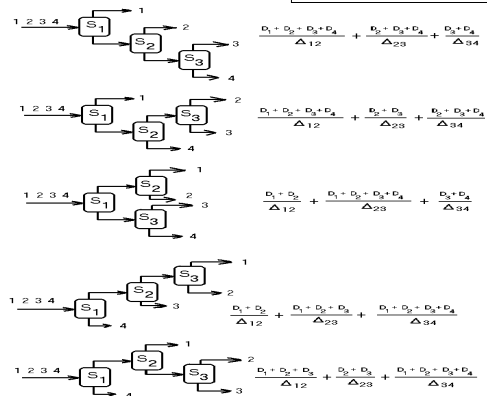 1 2 3 4 S1 1 S2 2 S3 3 4
D1 + D2 + D3+D4 / Δ12 + D2 + D3+D4 / Δ23 + D3+D4 / Δ34
1 2 3 4 S1 1 S2 S3 2 3 4
D1 + D2 + D3+D4 / Δ12 + D2 + D3 / Δ23 + D2 + D3 + D4 / Δ34
1 2 3 4 S1 S2 1 2 S3 3 4
D1 + D2 / Δ12 + D1 + D2 + D3+D4 / Δ23 + D3+D4 / Δ34
1 2 3 4 S1 S2 S3 1 2 3 4
D1 + D2 / Δ12 + D1 + D2 + D3 / Δ23 + D1 + D2 + D3+D4 / Δ34
1 2 3 4 S1 S2 1 S3 2 3 4
D1 + D2 + D3 / Δ12 + D2 + D3 / Δ23 + D1 + D2 + D3+D4 / Δ34